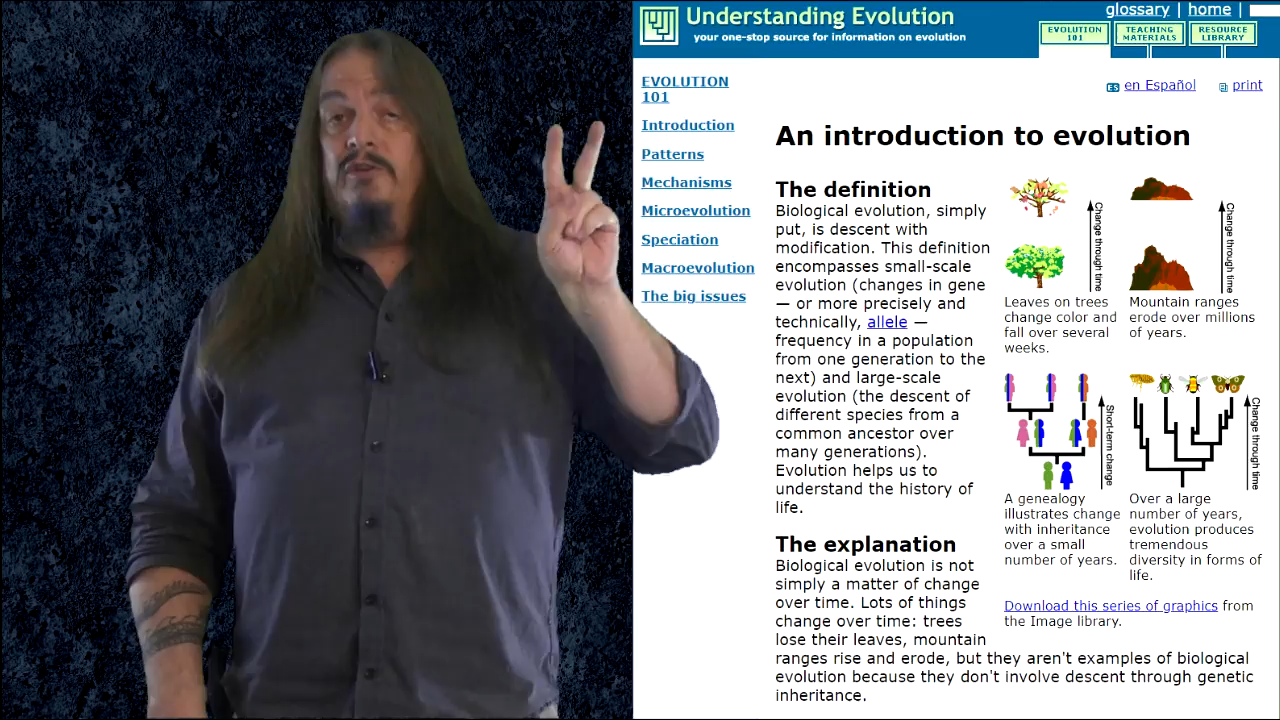 Understanding Evolution
your one-stop source for information on evolution
glossary | home |
EVOLUTION
101
TEACHING
MATERIALS
RESOURCE
LIBRARY
EVOLUTION
101
Introduction
Patterns
Mechanisms
Microevolution
Speciation
Macroevolution
The big issues
ES en Español
print
An introduction to evolution
The definition
Biological evolution, simply
put, is descent with
modification. This definition
encompasses small-scale
evolution (changes in gene
— or more precisely and
technically, allele —
frequency in a population
from one generation to the
next) and large-scale
evolution (the descent of
different species from a
common ancestor over
many generations).
Evolution helps us to
understand the history of
life.
Change through time
Leaves on trees
change color and
fall over several
weeks.
Change through time
Mountain ranges
erode over millions
of years.
Short-term change
A genealogy
illustrates change
with inheritance
over a small
number of years.
Change through time
Over a large
number of years,
evolution produces
tremendous
diversity in forms of
life.
Download this series of graphics from
the Image library.
The explanation
Biological evolution is not
simply a matter of change
over time. Lots of things
change over time: trees
lose their leaves, mountain
ranges rise and erode, but they aren't examples of biological
evolution because they don't involve descent through genetic
inheritance.